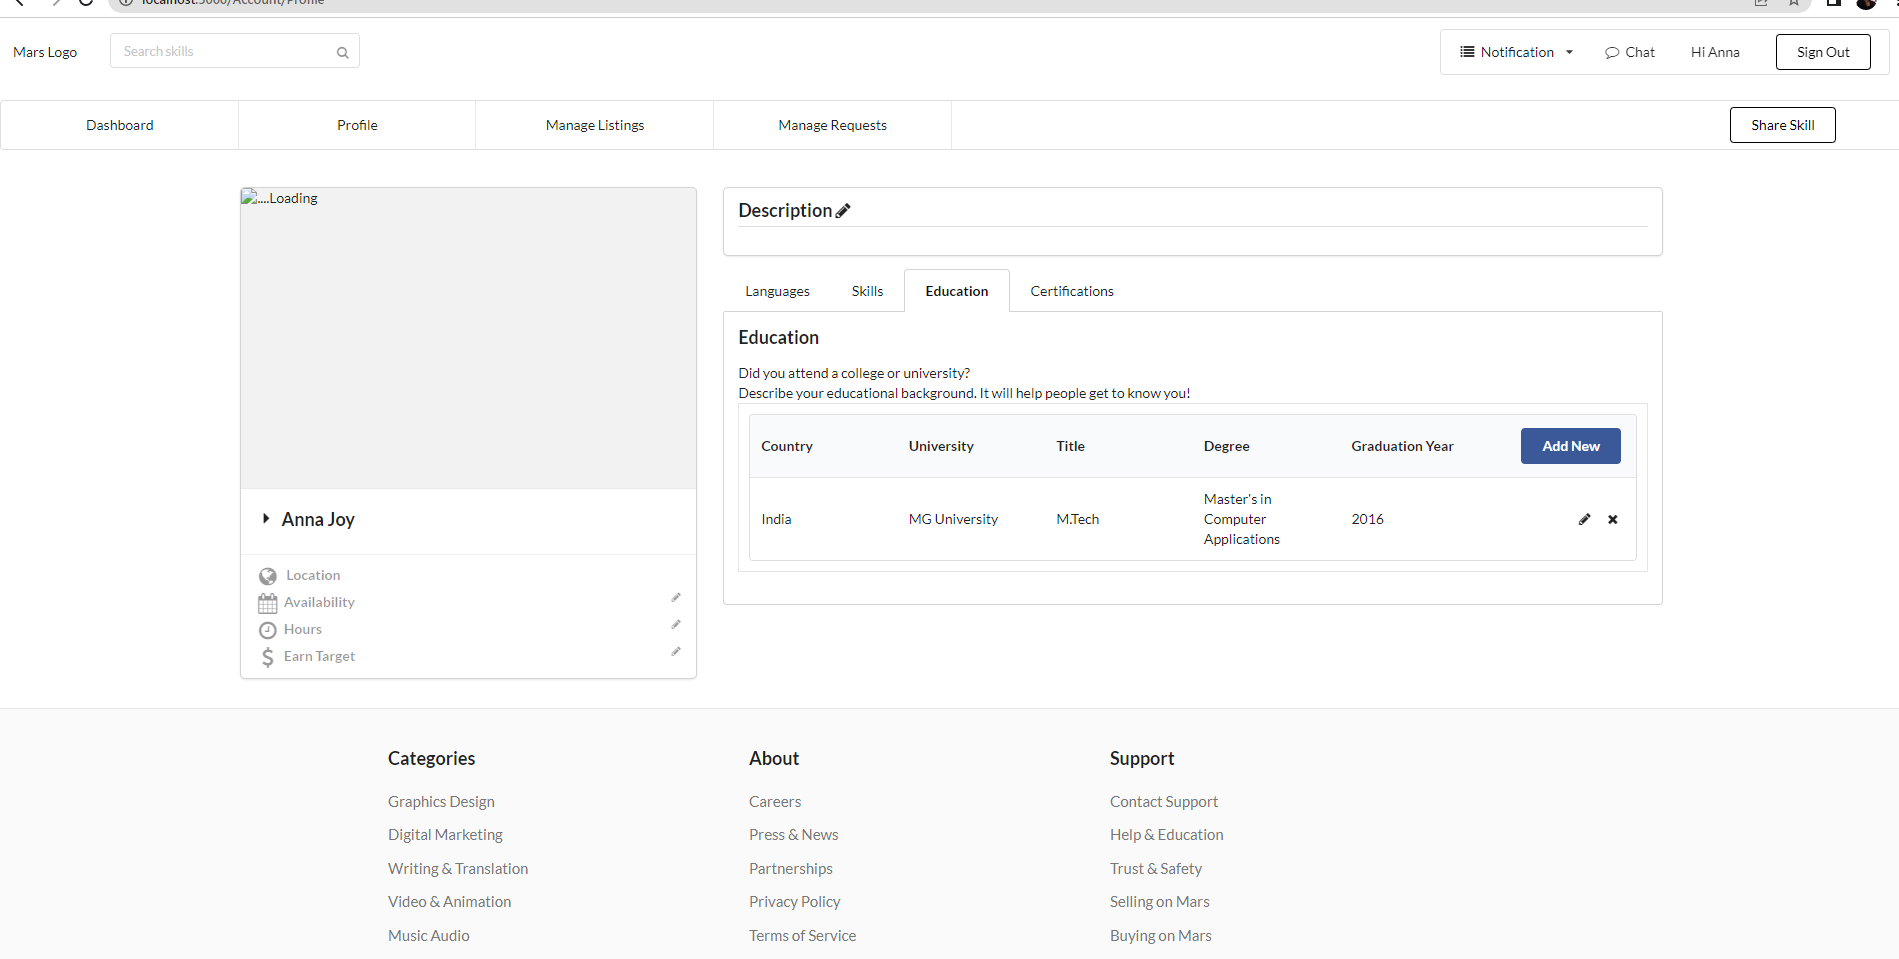 localhost:5000/Account/Profile
Mars Logo
Search skills
Notification
Chat
Hi Anna
Sign Out
Dashboard
Profile
Manage Listings
Manage Requests
Share Skill
....Loading
Anna Joy
Location
Availability
Hours
Earn Target
Description
Languages
Skills
Education
Certifications
Education
Did you attend a college or university?
Describe your educational background. It will help people get to know you!
Country
University
Title
Degree
Graduation Year
Add New
India
MG University
M.Tech
Master's in
Computer
Applications
2016
Categories
Graphics Design
Digital Marketing
Writing & Translation
Video & Animation
Music Audio
About
Careers
Press & News
Partnerships
Privacy Policy
Terms of Service
Support
Contact Support
Help & Education
Trust & Safety
Selling on Mars
Buying on Mars